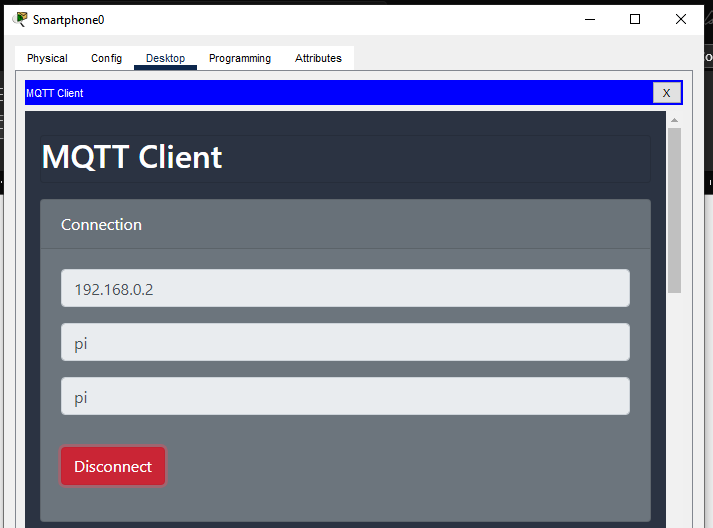 Smartphone0
Physical Config Desktop Programming Attributes
MQTT Client X
MQTT Client
Connection
192.168.0.2
pi
pi
Disconnect